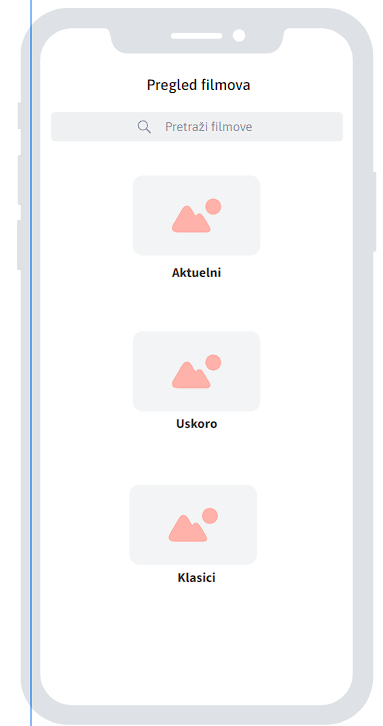 Pregled filmova
Pretraži filmove
Aktuelni
Uskoro
Klasici